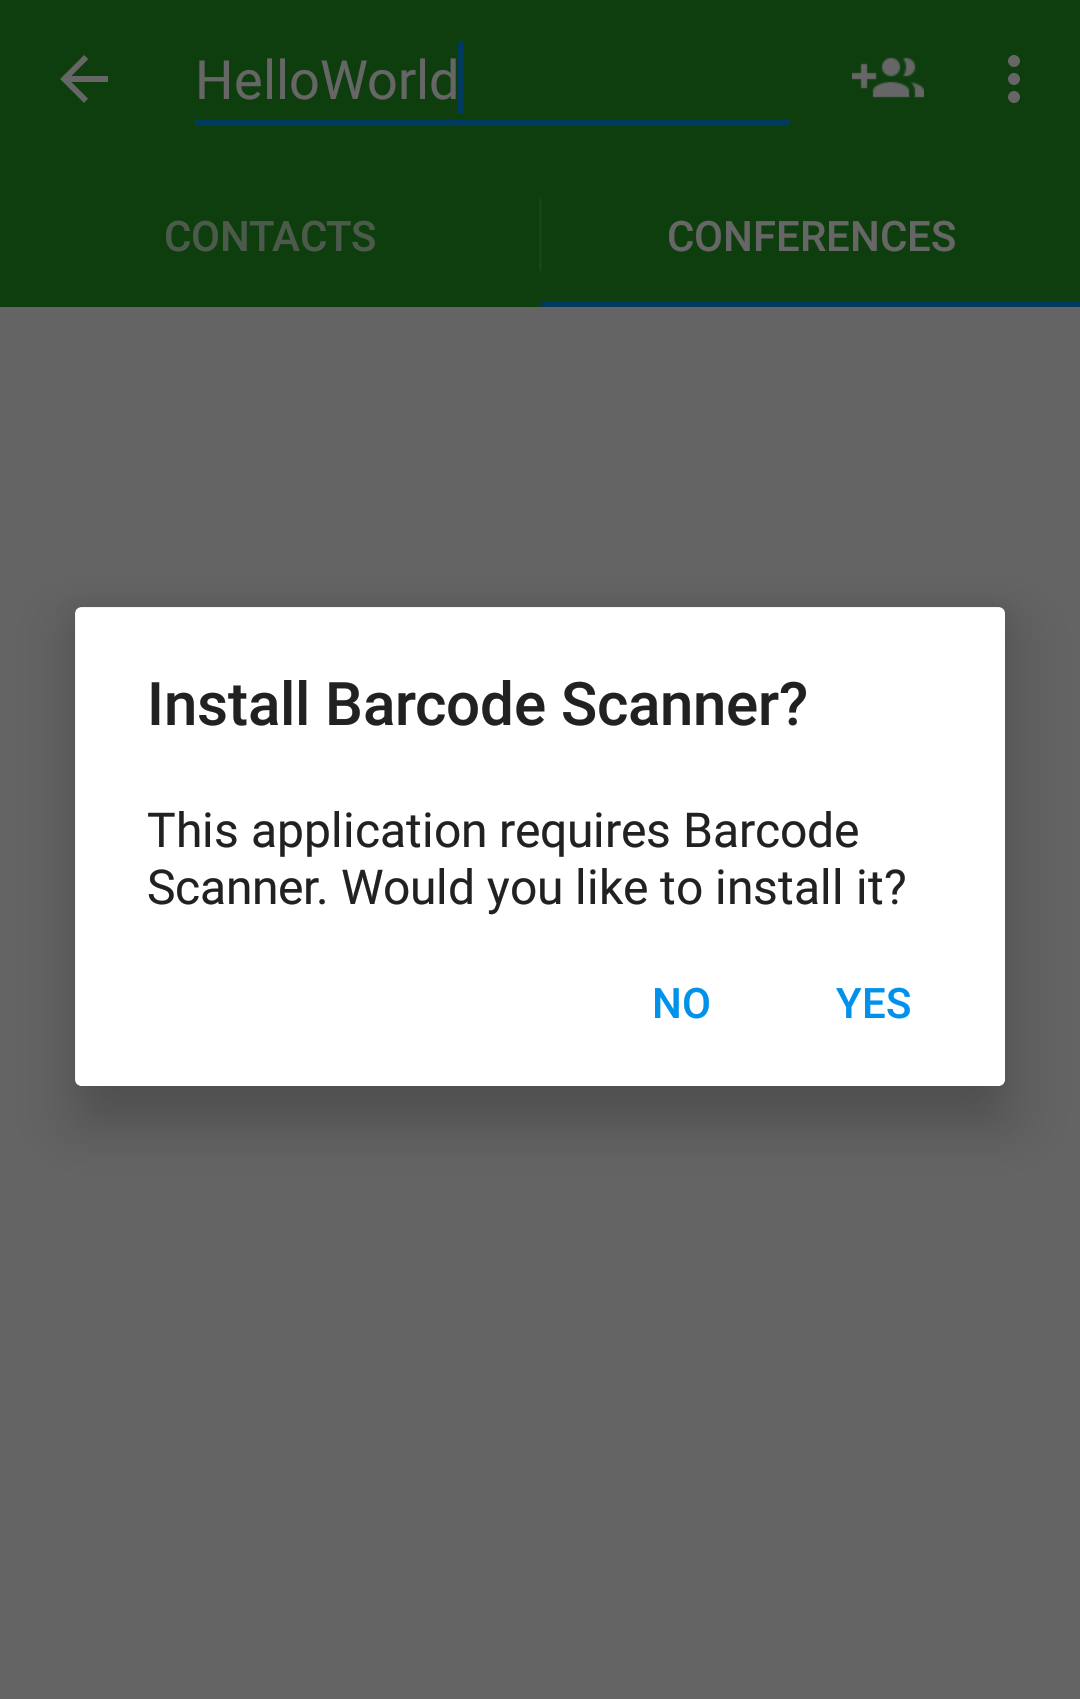 HelloWorld
CONTACTS
CONFERENCES
Install Barcode Scanner?
This application requires Barcode
Scanner. Would you like to install it?
NO
YES